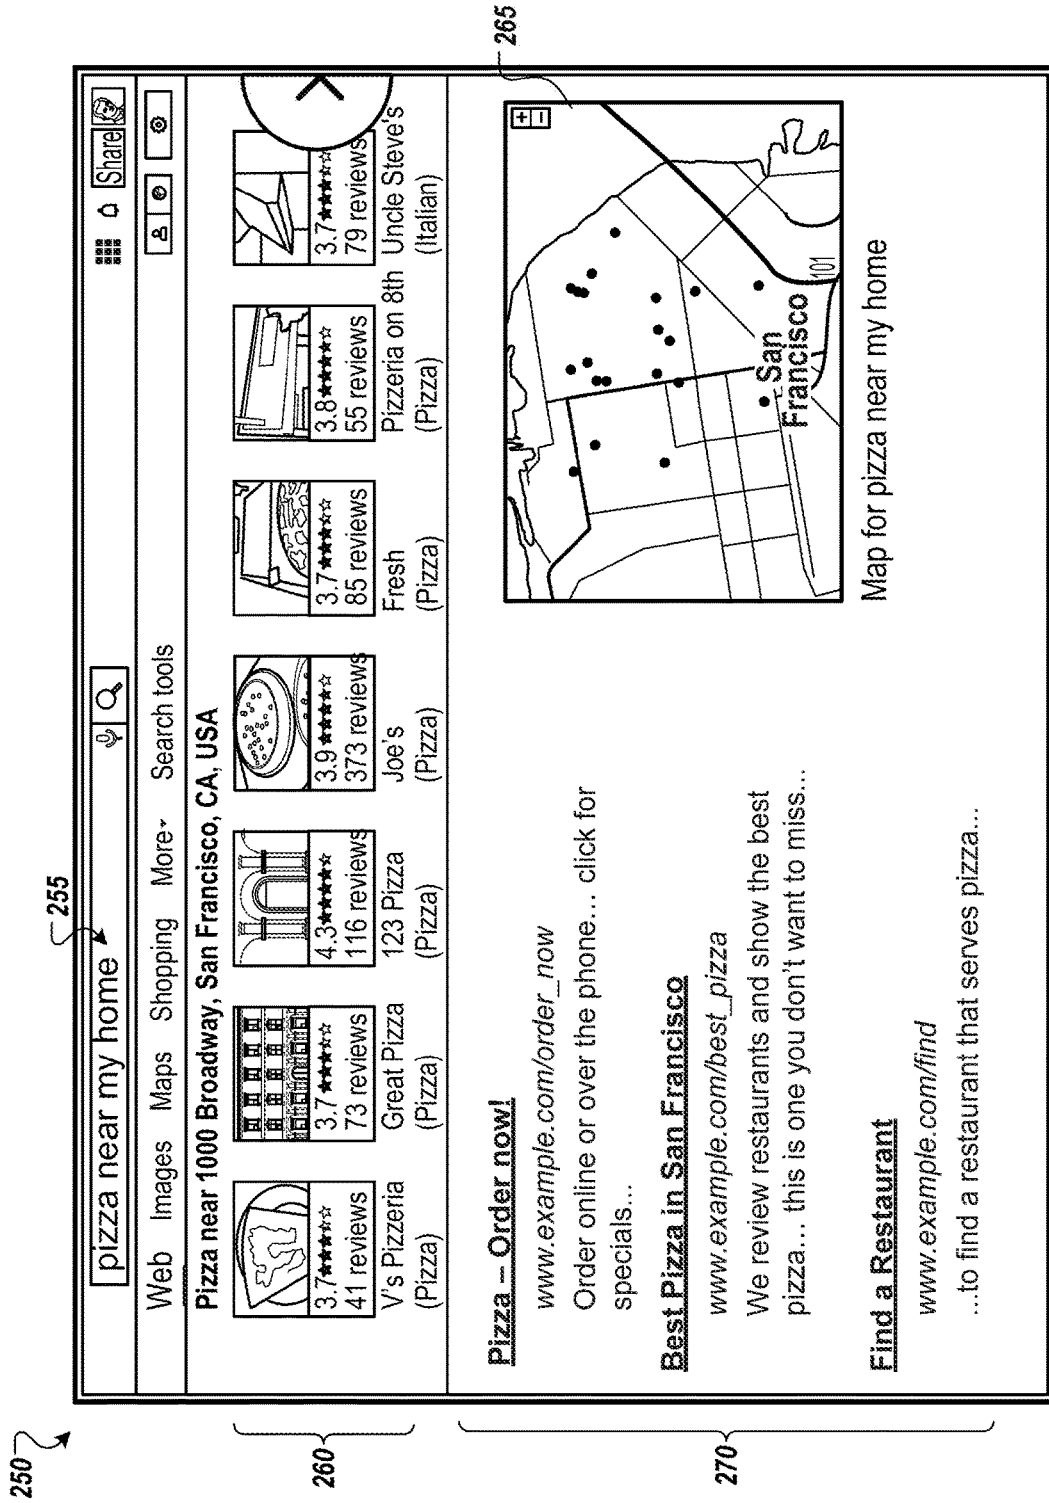 250
255
pizza near my home
Share
Web Images Maps Shopping More Search tools
Pizza near 1000 Broadway, San Francisco, CA, USA
260
3.7★★★★☆
41 reviews
V's Pizzeria
(Pizza)
3.7★★★★☆
73 reviews
Great Pizza
(Pizza)
4.3★★★★★
116 reviews
123 Pizza
(Pizza)
3.9★★★★☆
373 reviews
Joe's
(Pizza)
3.7★★★★☆
85 reviews
Fresh
(Pizza)
3.8★★★★☆
55 reviews
Pizzeria on 8th
(Pizza)
3.7★★★★☆
79 reviews
Uncle Steve's
(Italian)
265
270
Pizza – Order now!
www.example.com/order_now
Order online or over the phone... click for
specials...
Best Pizza in San Francisco
www.example.com/best_pizza
We review restaurants and show the best
pizza... this is one you don't want to miss...
Find a Restaurant
www.example.com/find
...to find a restaurant that serves pizza...
+
−
San
Francisco
101
Map for pizza near my home